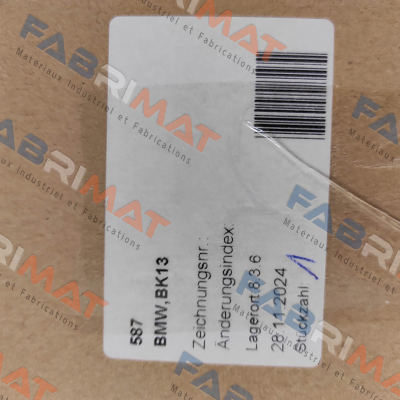 587
BMW, BK13
Zeichnungsnr.:
Änderungsindex:
Lagerort 8.3.6
28.11.2024
Stückzahl 1
FABRIMAT
Materiaux Industriel et Fabrications